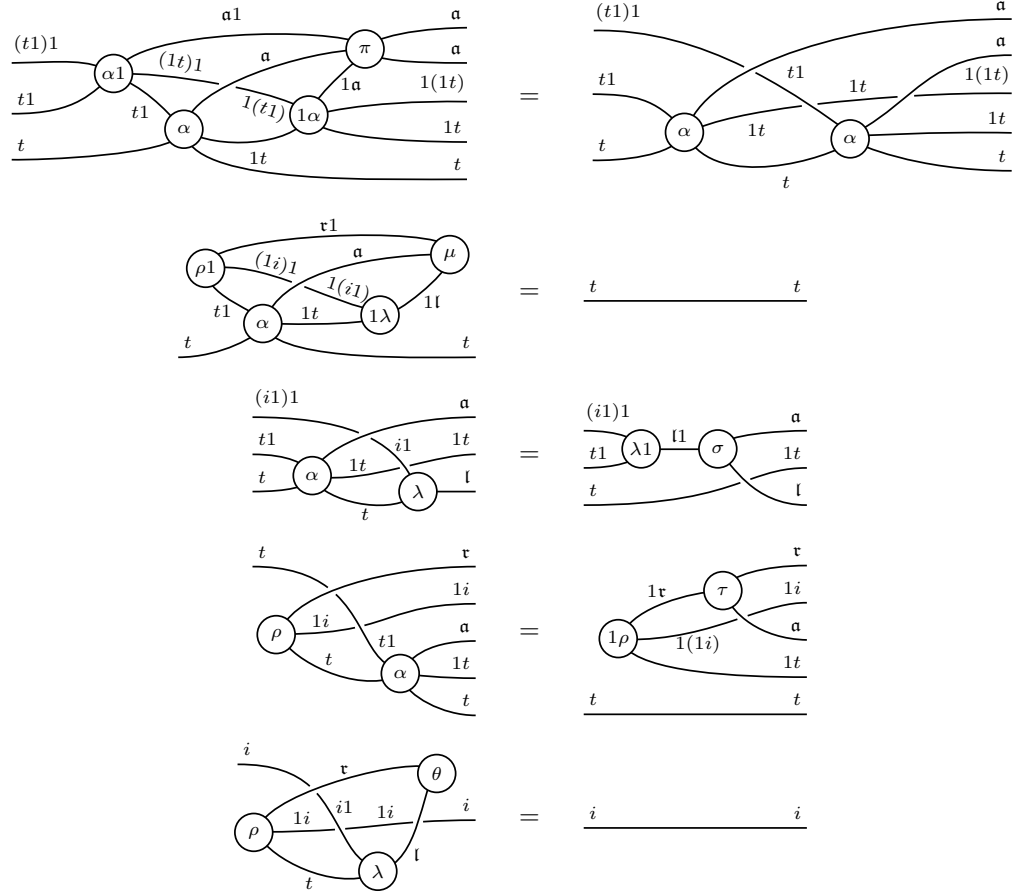 𝔞1
𝔞
(t1)1
α1
(1t)1
𝔞
π
𝔞
1𝔞
1(1t)
t1
t1
1(t1)
1α
α
1t
t
1t
t
=
(t1)1
𝔞
𝔞
t1
t1
1t
1(1t)
α
1t
α
1t
t
t
t
𝔯1
ρ1
(1i)1
𝔞
μ
1(i1)
1𝔩
t1
α
1t
1λ
t
t
=
t
t
(i1)1
𝔞
t1
i1
1t
t
α
1t
λ
𝔩
t
=
(i1)1
𝔞
t1
λ1
𝔩1
σ
1t
t
𝔩
t
𝔯
1i
ρ
1i
t
t1
𝔞
α
1t
t
=
𝔯
1𝔯
τ
1i
1ρ
1(1i)
𝔞
1t
t
t
i
𝔯
θ
i1
1i
1i
i
ρ
t
λ
𝔩
=
i
i